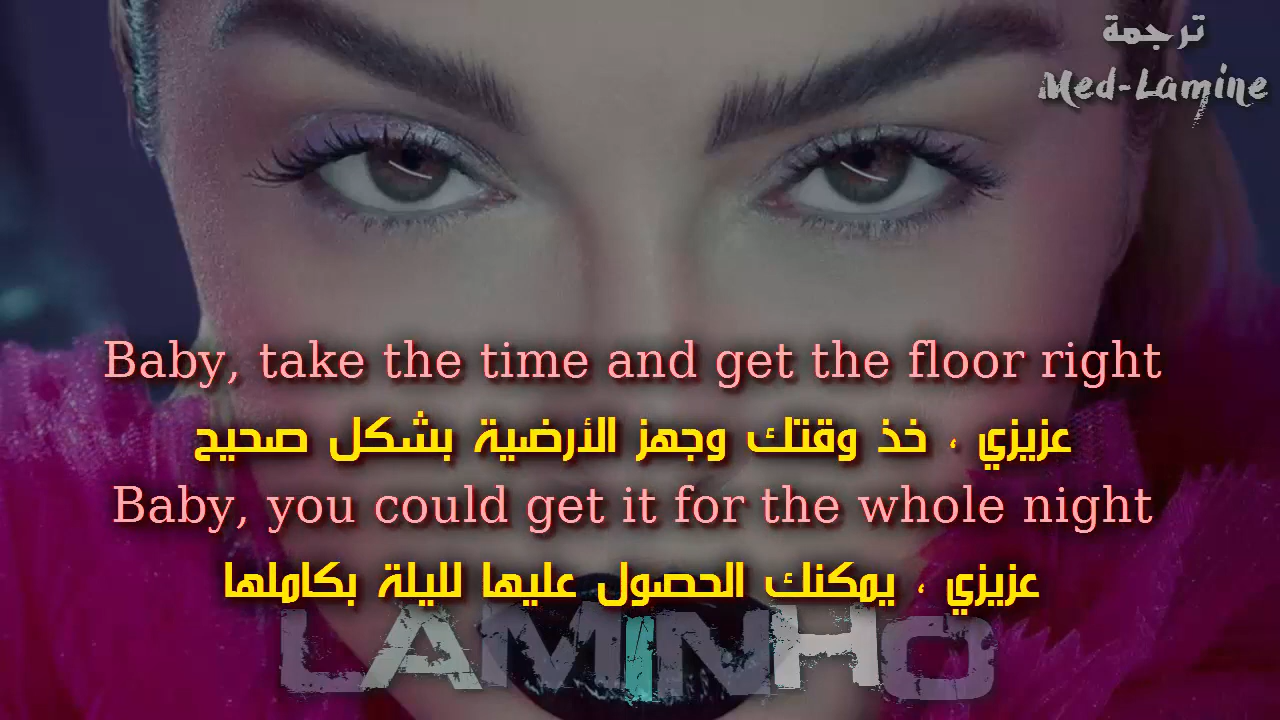 ترجمة
Med-Lamine
Baby, take the time and get the floor right
عزيزي ، خذ وقتك وجهز الأرضية بشكل صحيح
Baby, you could get it for the whole night
عزيزي ، يمكنك الحصول عليها لليلة بكاملها
LAMINHO